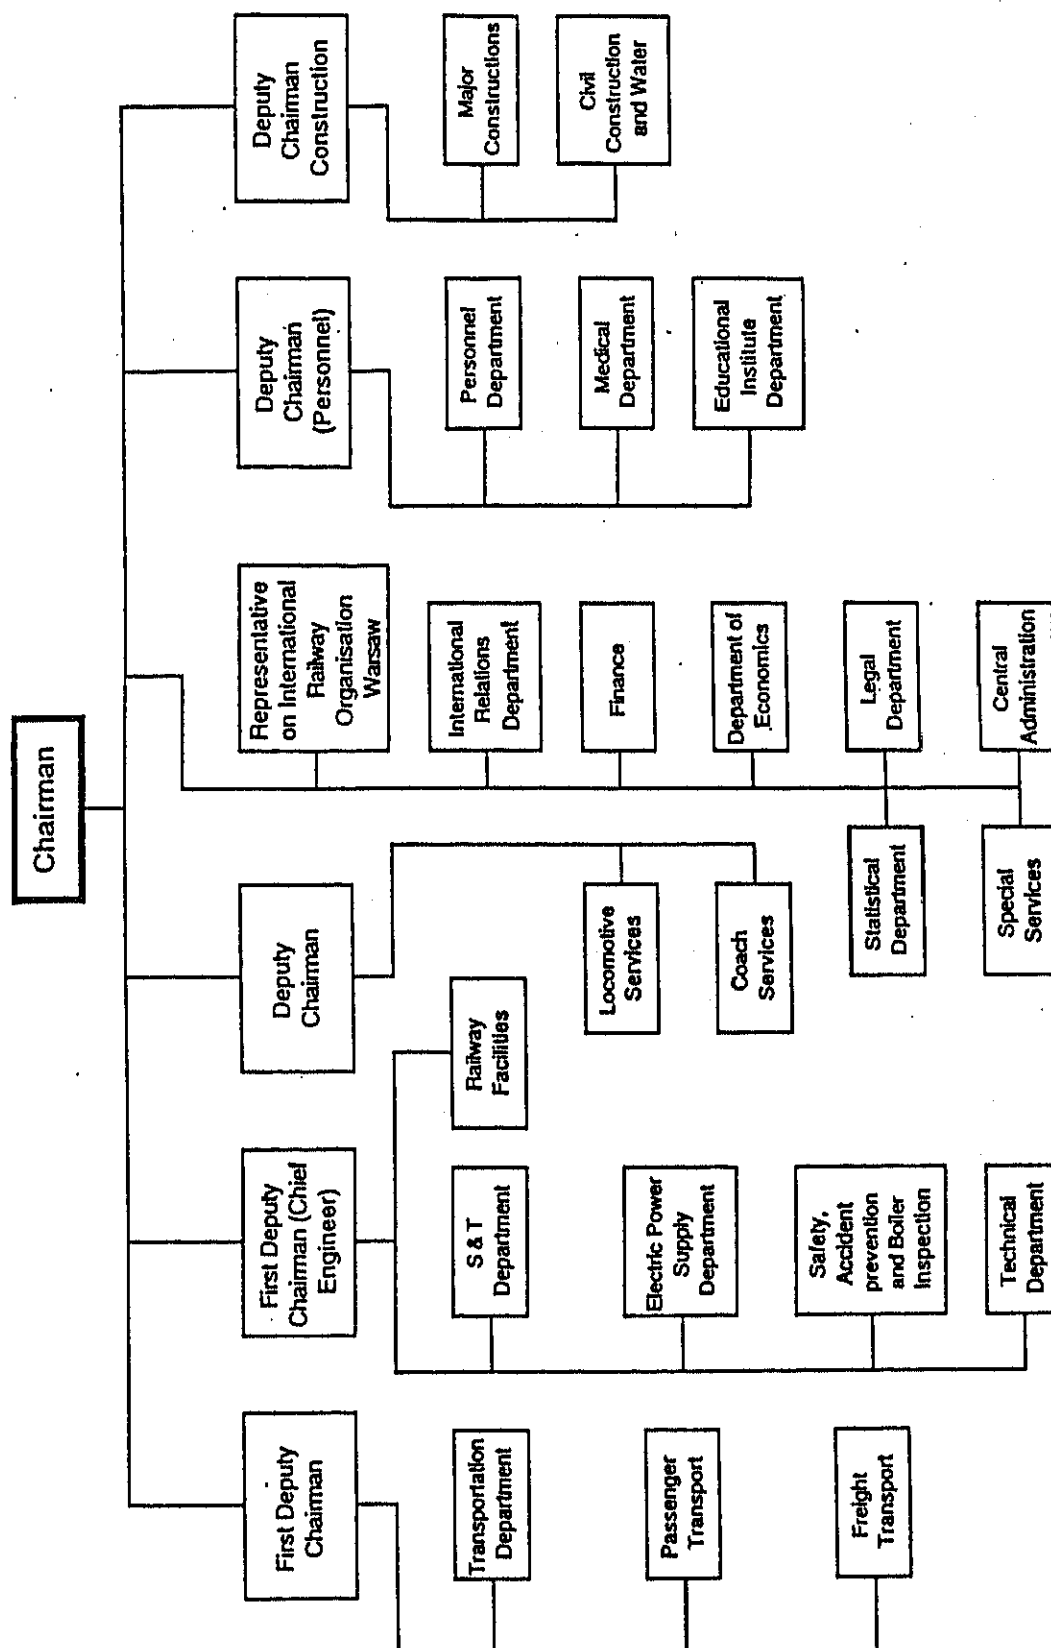 Chairman
First Deputy
Chaiman
First Deputy
Chairman (Chief
Engineer)
Deputy
Chairman
Representative
on International
Railway
Organisation
Warsaw
Deputy
Chairman
(Personnel)
Deputy
Chairman
Construction
Transportation
Department
Passenger
Transport
Freight
Transport
S & T
Department
Railway
Facilities
Electric Power
Supply
Department
Safety,
Accident
prevention
and Boiler
Inspection
Technical
Department
Locomotive
Services
Coach
Services
International
Relations
Department
Finance
Department of
Economics
Statistical
Department
Legal
Department
Special
Services
Central
Administration
Personnel
Department
Medical
Department
Educational
Institute
Department
Major
Constructions
Civil
Construction
and Water